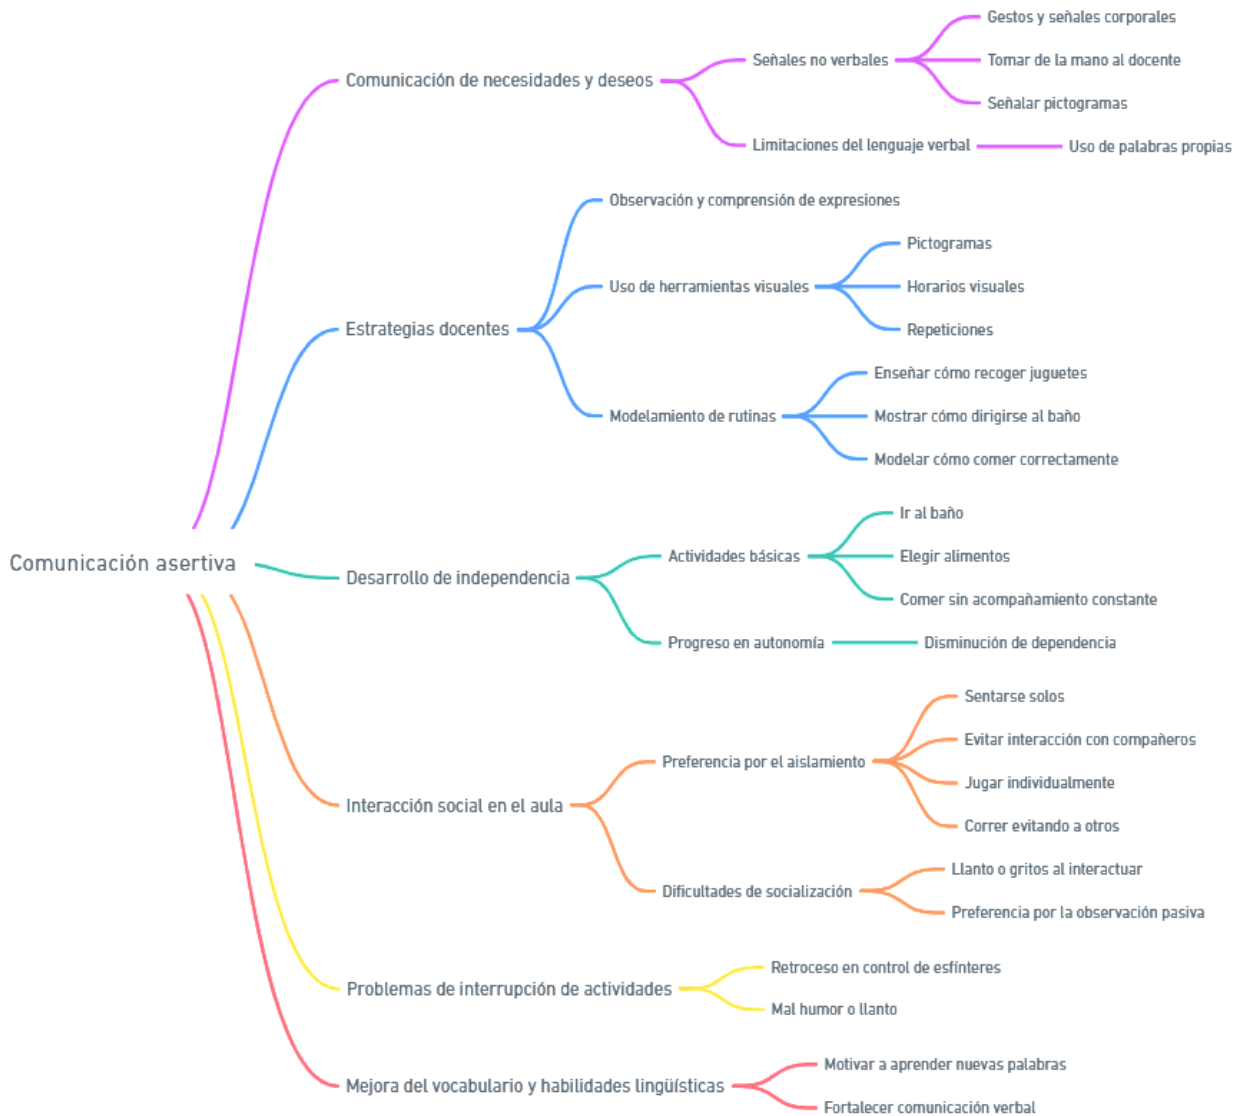 Comunicación asertiva
Comunicación de necesidades y deseos
Señales no verbales
Gestos y señales corporales
Tomar de la mano al docente
Señalar pictogramas
Limitaciones del lenguaje verbal
Uso de palabras propias
Estrategias docentes
Observación y comprensión de expresiones
Uso de herramientas visuales
Pictogramas
Horarios visuales
Repeticiones
Modelamiento de rutinas
Enseñar cómo recoger juguetes
Mostrar cómo dirigirse al baño
Modelar cómo comer correctamente
Desarrollo de independencia
Actividades básicas
Ir al baño
Elegir alimentos
Comer sin acompañamiento constante
Progreso en autonomía
Disminución de dependencia
Interacción social en el aula
Preferencia por el aislamiento
Sentarse solos
Evitar interacción con compañeros
Jugar individualmente
Correr evitando a otros
Dificultades de socialización
Llanto o gritos al interactuar
Preferencia por la observación pasiva
Problemas de interrupción de actividades
Retroceso en control de esfínteres
Mal humor o llanto
Mejora del vocabulario y habilidades lingüísticas
Motivar a aprender nuevas palabras
Fortalecer comunicación verbal